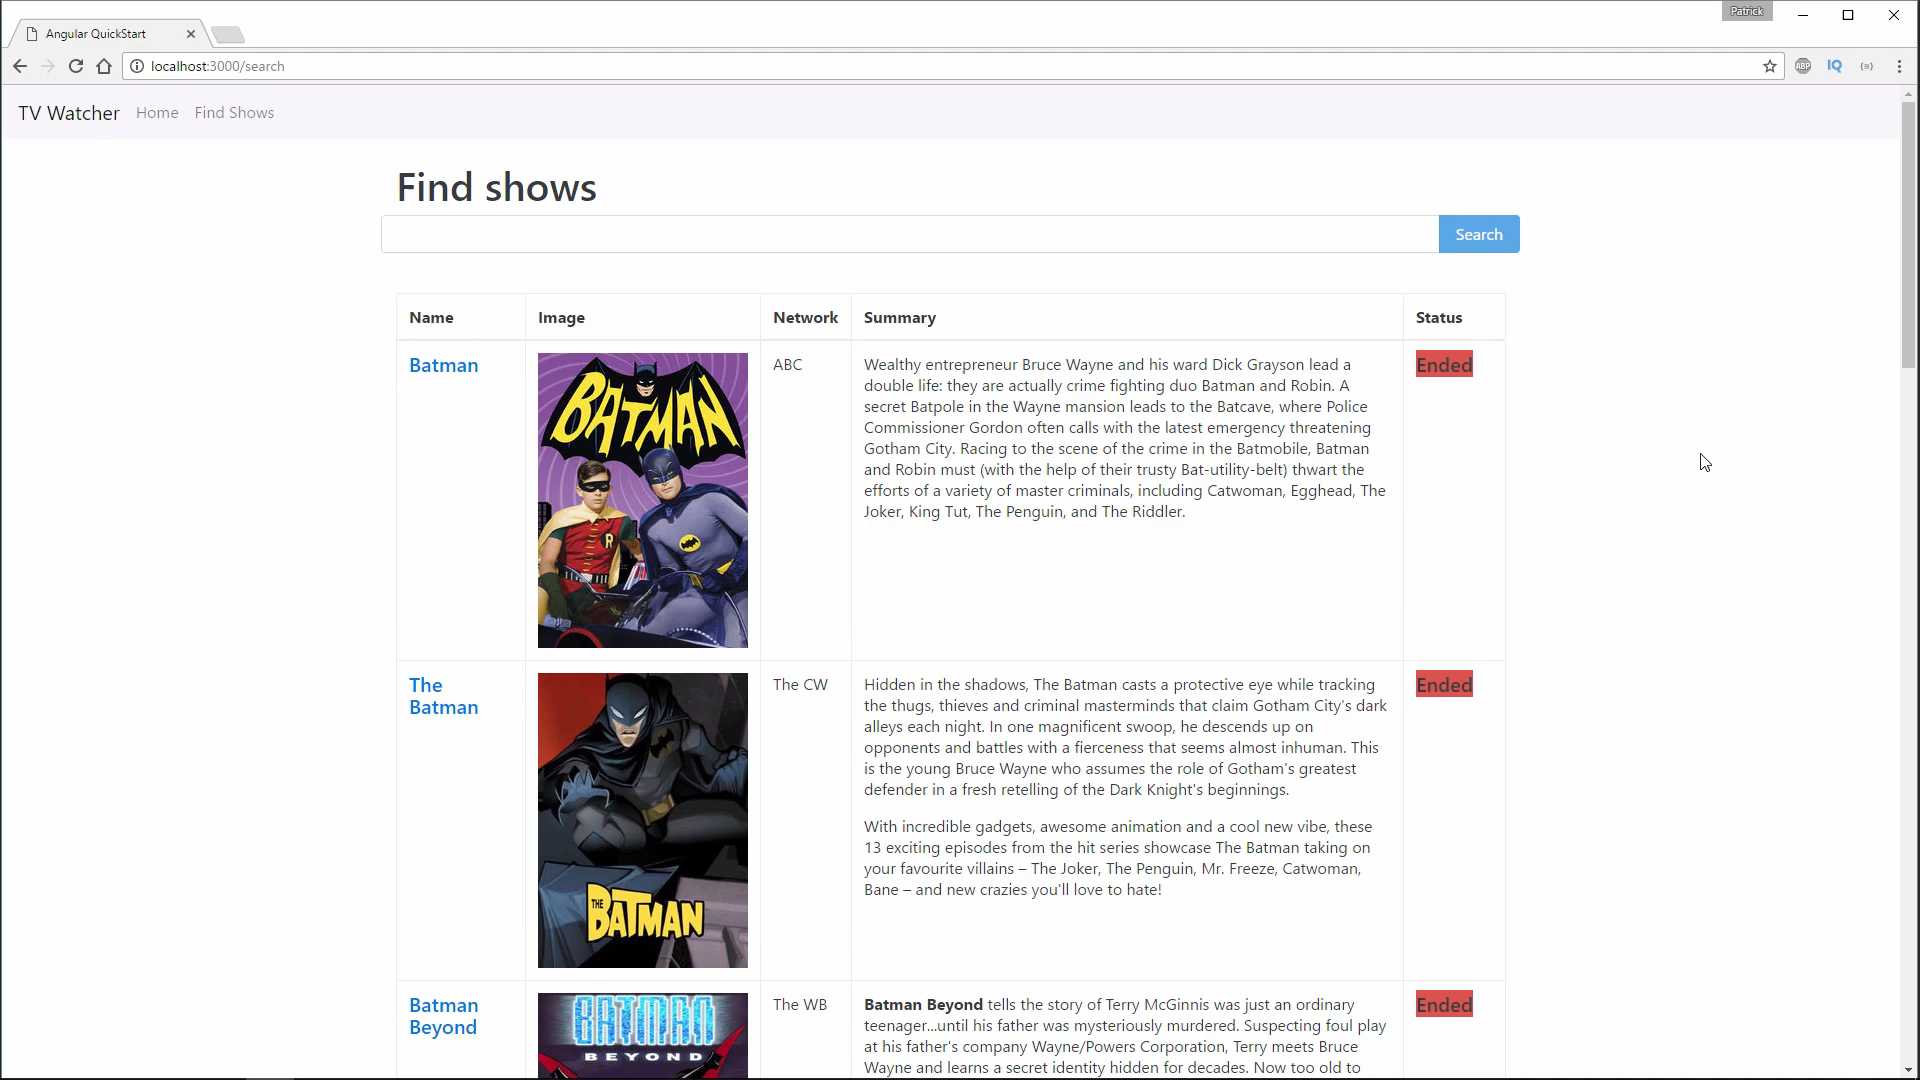 Patrick
Angular QuickStart
localhost:3000/search
ABP
IQ
TV Watcher Home Find Shows
Find shows
Search
Name Image Network Summary Status
Batman
BATMAN
R
ABC
Wealthy entrepreneur Bruce Wayne and his ward Dick Grayson lead a
double life: they are actually crime fighting duo Batman and Robin. A
secret Batpole in the Wayne mansion leads to the Batcave, where Police
Commissioner Gordon often calls with the latest emergency threatening
Gotham City. Racing to the scene of the crime in the Batmobile, Batman
and Robin must (with the help of their trusty Bat-utility-belt) thwart the
efforts of a variety of master criminals, including Catwoman, Egghead, The
Joker, King Tut, The Penguin, and The Riddler.
Ended
The
Batman
THE
BATMAN
The CW
Hidden in the shadows, The Batman casts a protective eye while tracking
the thugs, thieves and criminal masterminds that claim Gotham City's dark
alleys each night. In one magnificent swoop, he descends up on
opponents and battles with a fierceness that seems almost inhuman. This
is the young Bruce Wayne who assumes the role of Gotham's greatest
defender in a fresh retelling of the Dark Knight's beginnings.
With incredible gadgets, awesome animation and a cool new vibe, these
13 exciting episodes from the hit series showcase The Batman taking on
your favourite villains – The Joker, The Penguin, Mr. Freeze, Catwoman,
Bane – and new crazies you'll love to hate!
Ended
Batman
Beyond
BATMAN
BEYOND
The WB
Batman Beyond tells the story of Terry McGinnis was just an ordinary
teenager...until his father was mysteriously murdered. Suspecting foul play
at his father's company Wayne/Powers Corporation, Terry meets Bruce
Wayne and learns a secret identity hidden for decades. Now too old to
Ended